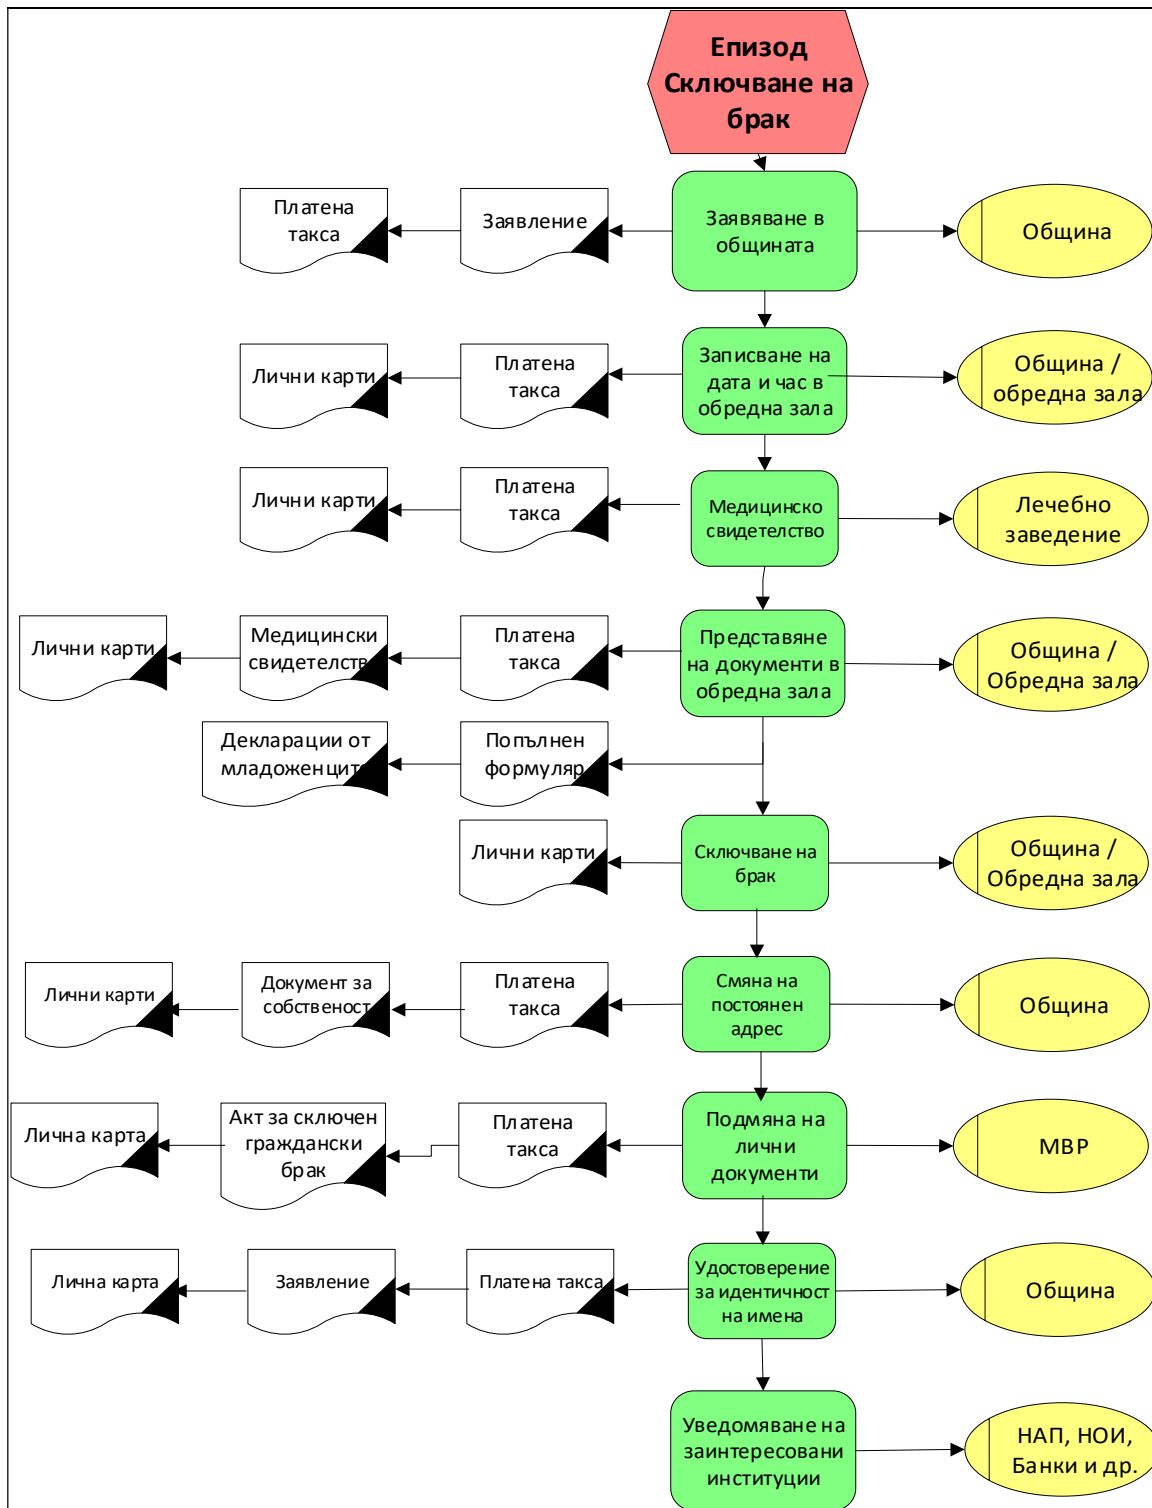 Епизод
Сключване на
брак
Платена
такса
Заявление
Заявяване в
общината
Община
Лични карти
Платена
такса
Записване на
дата и час в
обредна зала
Община /
обредна зала
Лични карти
Платена
такса
Медицинско
свидетелство
Лечебно
заведение
Лични карти
Медицински
свидетелств
Платена
такса
Представяне
на документи в
обредна зала
Община /
Обредна зала
Декларации от
младоженцит
Попълнен
формуляр
Лични карти
Сключване на
брак
Община /
Обредна зала
Лични карти
Документ за
собственост
Платена
такса
Смяна на
постоянен
адрес
Община
Лична карта
Акт за сключен
граждански
брак
Платена
такса
Подмяна на
лични
документи
МВР
Лична карта
Заявление
Платена такса
Удостоверение
за идентичност
на имена
Община
Уведомяване на
заинтересовани
институции
НАП, НОИ,
Банки и др.